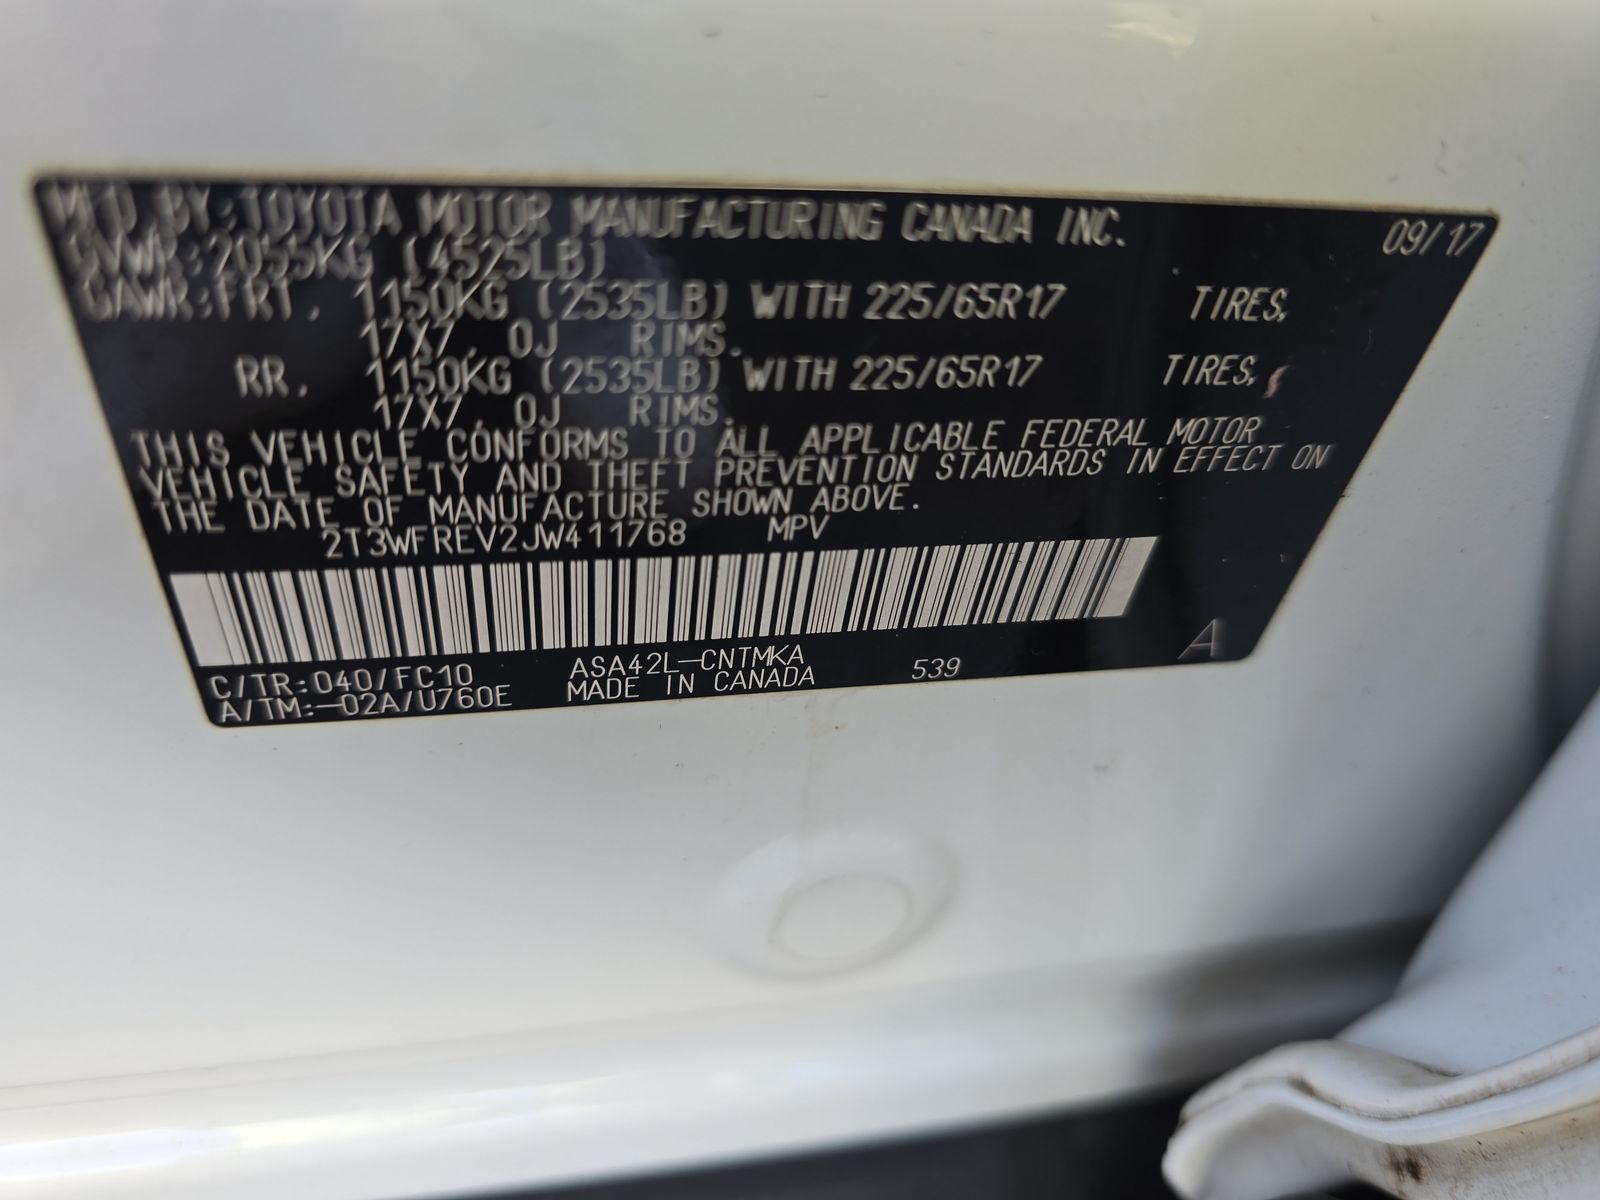 MFD BY:TOYOTA MOTOR MANUFACTURING CANADA INC. 09/17
GVWR:2055KG (4525LB)
GAWR:FRT, 1150KG (2535LB) WITH 225/65R17 TIRES,
17X7, 0J RIMS.
RR, 1150KG (2535LB) WITH 225/65R17 TIRES,
17X7, 0J RIMS.
THIS VEHICLE CONFORMS TO ALL APPLICABLE FEDERAL MOTOR
VEHICLE SAFETY AND THEFT PREVENTION STANDARDS IN EFFECT ON
THE DATE OF MANUFACTURE SHOWN ABOVE.
2T3WFREV2JW411768 MPV
C/TR:040/FC10 ASA42L-CNTMKA 539 A
A/TM:-02A/U760E MADE IN CANADA